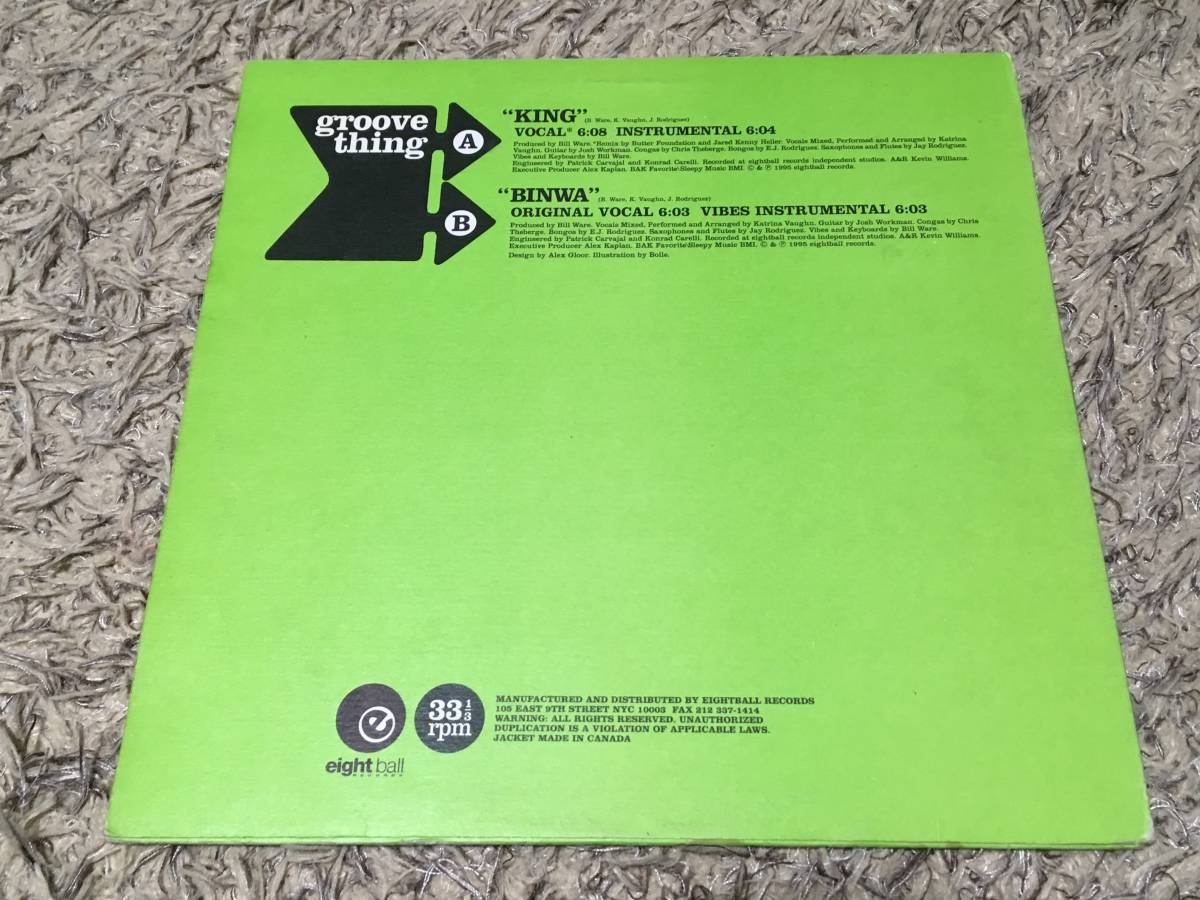 groove
thing
A
B
"KING" (B. Ware, K. Vaughn, J. Rodriguez)
VOCAL* 6:08 INSTRUMENTAL 6:04
Produced by Bill Ware. *Remix by Butter Foundation and Jared Kenny Heller. Vocals Mixed, Performed and Arranged by Katrina
Vaughn. Guitar by Josh Workman. Congas by Chris Theberge. Bongos by E.J. Rodriguez. Saxophones and Flutes by Jay Rodriguez.
Vibes and Keyboards by Bill Ware.
Engineered by Patrick Carvajal and Konrad Carelli. Recorded at eightball records independent studios. A&R Kevin Williams.
Executive Producer Alex Kaplan. BAK Favorite\Sleepy Music BMI. © & ℗ 1995 eightball records.
"BINWA" (B. Ware, K. Vaughn, J. Rodriguez)
ORIGINAL VOCAL 6:03 VIBES INSTRUMENTAL 6:03
Produced by Bill Ware. Vocals Mixed, Performed and Arranged by Katrina Vaughn. Guitar by Josh Workman. Congas by Chris
Theberge. Bongos by E.J. Rodriguez. Saxophones and Flutes by Jay Rodriguez. Vibes and Keyboards by Bill Ware.
Engineered by Patrick Carvajal and Konrad Carelli. Recorded at eightball records independent studios. A&R Kevin Williams.
Executive Producer Alex Kaplan. BAK Favorite\Sleepy Music BMI. © & ℗ 1995 eightball records.
Design by Alex Gloor. Illustration by Bolle.
e
eight ball
RECORDS
33 1/3
rpm
MANUFACTURED AND DISTRIBUTED BY EIGHTBALL RECORDS
105 EAST 9TH STREET NYC 10003 FAX 212 337-1414
WARNING: ALL RIGHTS RESERVED. UNAUTHORIZED
DUPLICATION IS A VIOLATION OF APPLICABLE LAWS.
JACKET MADE IN CANADA